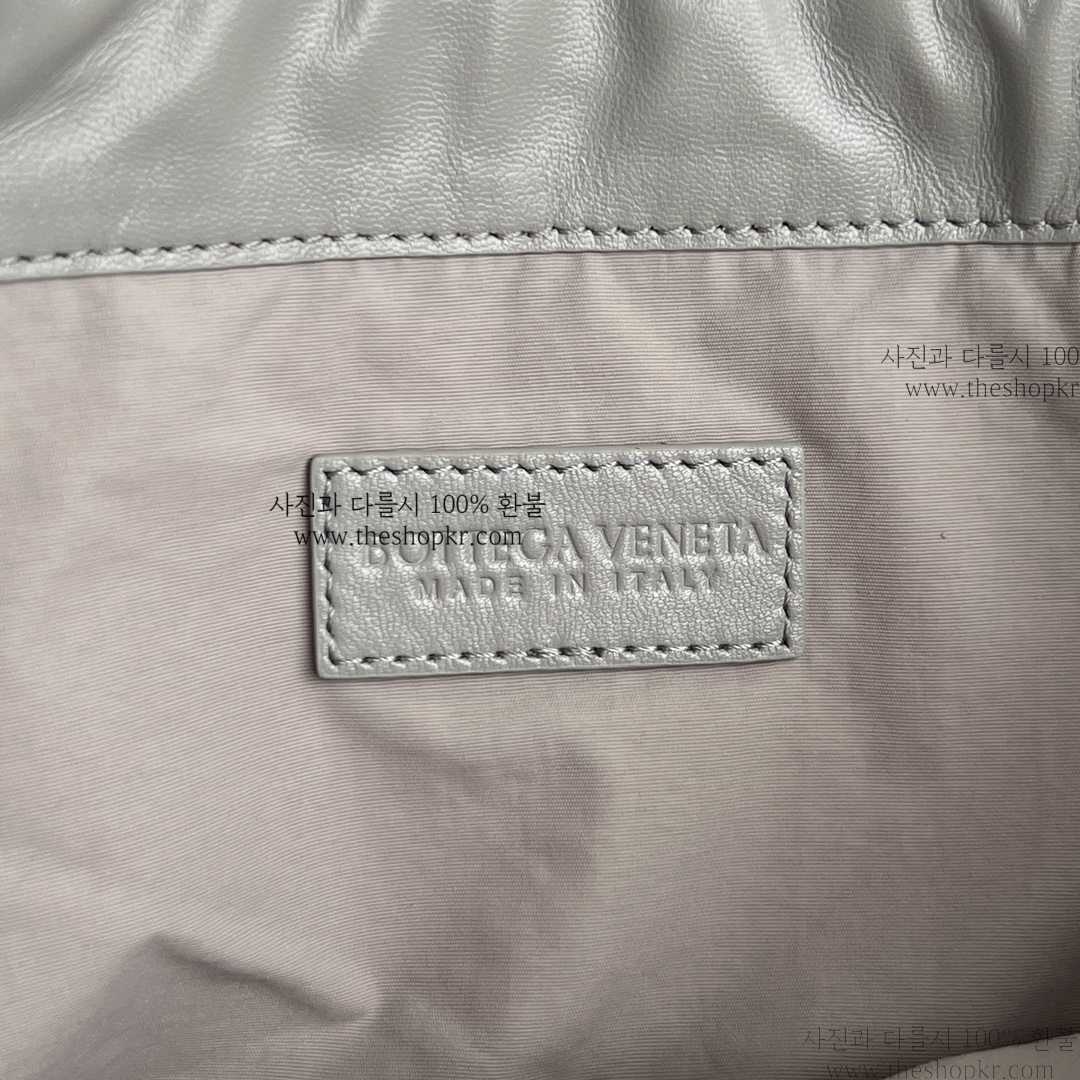 사진과 다를시 100
www.theshopkr.
사진과 다를시 100% 환불
www.theshopkr.com
BOTTEGA VENETA
MADE IN ITALY
사진과 다를시 100% 환불
www.theshopkr.com